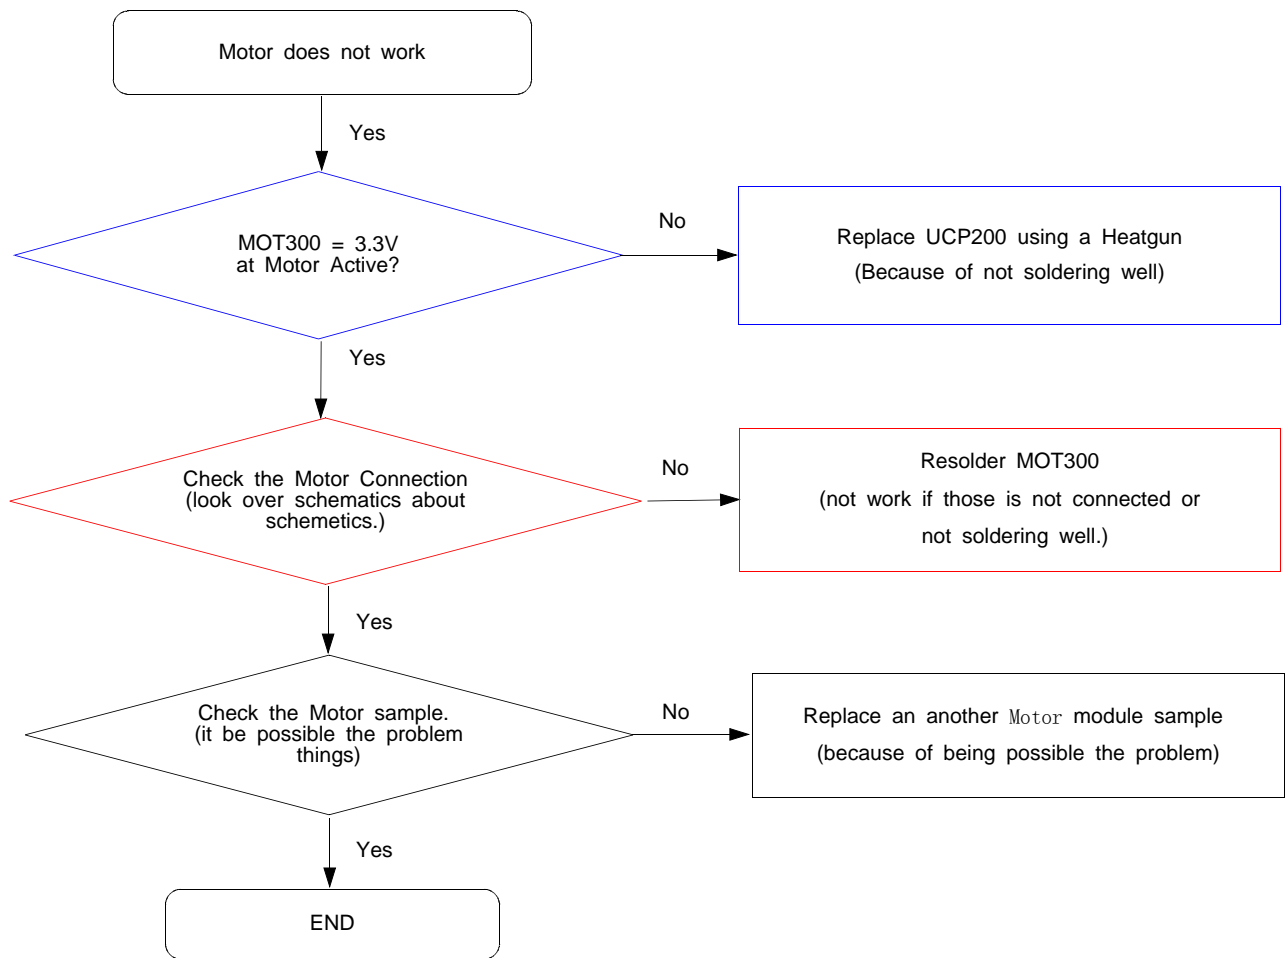 Motor does not work
Yes
MOT300 = 3.3V
at Motor Active?
No
Replace UCP200 using a Heatgun
(Because of not soldering well)
Yes
Check the Motor Connection
(look over schematics about
schemetics.)
No
Resolder MOT300
(not work if those is not connected or
not soldering well.)
Yes
Check the Motor sample.
(it be possible the problem
things)
No
Replace an another Motor module sample
(because of being possible the problem)
Yes
END